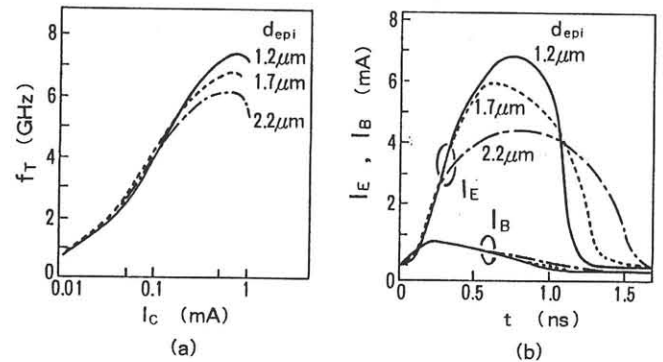 d_epi
1.2μm
1.7μm
2.2μm
f_T (GHz)
8
6
4
2
0
0.01
0.1
1
I_C (mA)
(a)
d_epi
1.2μm
1.7μm
2.2μm
I_E
I_B
I_E , I_B (mA)
8
6
4
2
0
0
0.5
1.0
1.5
t (ns)
(b)